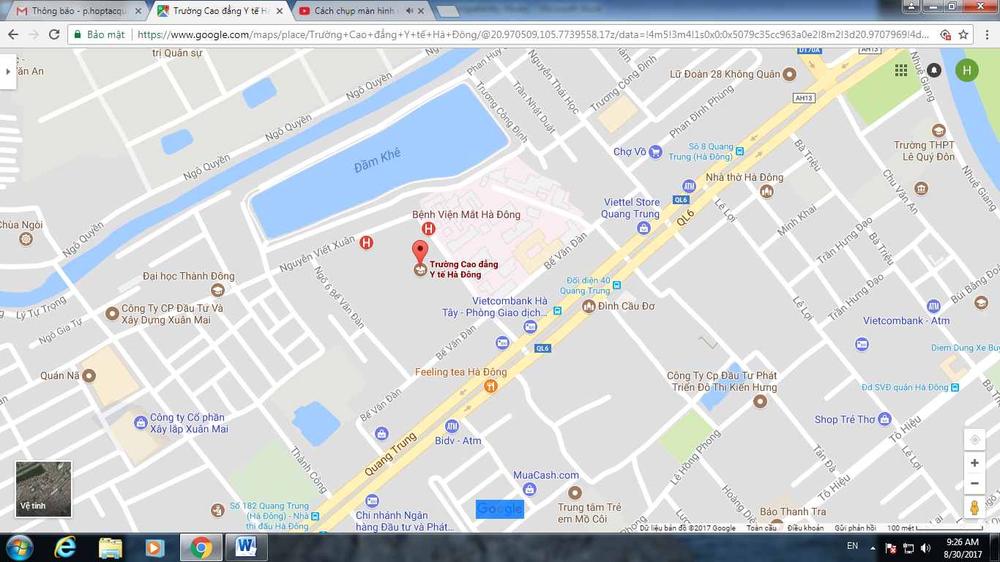 Thông báo - p.hoptacqu
Trường Cao đẳng Y tế Hà
Cách chụp màn hình
Bảo mật
https://www.google.com/maps/place/Trường+Cao+đẳng+Y+tế+Hà+Đông/@20.970509,105.7739558,17z/data=!4m5!3m4!1s0x0:0x5079c35cc963a0e2!8m2!3d20.9707969!4d...
trị Quân sự
Văn An
Ngô Quyền
Ngô Quyền
Ngô Quyền
Ngô Quyền
Phan Huy
Nguyễn Thái Học
Trần Nhật Duật
Trương Công Định
Trương Công Định
Lữ Đoàn 28 Không Quân
DT70A
AH13
AH13
Nhuệ Giang
Nhuệ Giang
H
Phan Đình Phùng
Chợ Vồ
Số 8 Quang
Trung (Hà Đông)
Bà Triệu
Trường THPT
Lê Quý Đôn
Đầm Khê
Nhà thờ Hà Đông
Chu Văn An
ATM
QL6
QL6
Lê Lợi
Viettel Store
Quang Trung
Minh Khai
Trần Hưng Đạo
Bà Triệu
Chùa Ngòi
Bệnh Viện Mắt Hà Đông
H
H
Nguyễn Viết Xuân
Bế Văn Đàn
Trường Cao đẳng
Y tế Hà Đông
Đại học Thành Đông
Ngõ 6 Bế Văn Đàn
Đối diện 40
Quang Trung
Đình Cầu Đơ
Trần Hưng Đạo
Lê Lợi
Bùi Bằng Đoàn
ATM
Vietcombank - Atm
Lý Tự Trọng
Công Ty CP Đầu Tư Và
Xây Dựng Xuân Mai
Ngô Gia Tự
Vietcombank Hà
Tây - Phòng Giao dịch...
Bế Văn Đàn
QL6
Diem Dung Xe Buy
Quán Nã
Feeling tea Hà Đông
Công Ty Cp Đầu Tư Phát
Triển Đô Thị Kiến Hưng
Đd SVĐ quận Hà Đông
Bế Văn Đàn
Công ty Cổ phần
Xây lắp Xuân Mai
ATM
Bidv - Atm
Shop Trẻ Thơ
Tô Hiệu
Quang Trung
Thành Công
Lê Hồng Phong
Tản Đà
Lê Lợi
Tô Hiệu
MuaCash.com
Trung tâm Trẻ
em Mồ Côi
Báo Thanh Tra
Số 182 Quang Trung
(Hà Đông) - Nhà
thi đấu Hà Đông
Chi nhánh Ngân
hàng Đầu tư và Phát...
Vệ tinh
Google
Phong
Lê Lai
Dữ liệu bản đồ ©2017 Google
Toàn cầu
Điều khoản
Gửi phản hồi
100 mét
EN
9:26 AM
8/30/2017